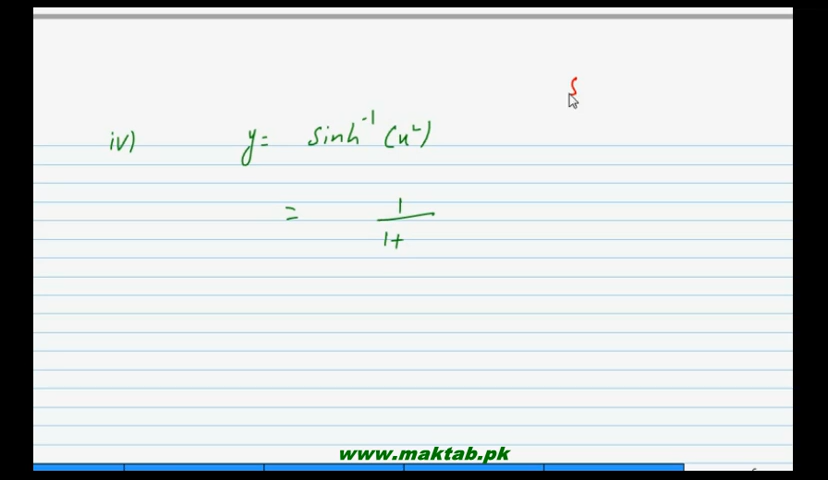 iv) y = sinh⁻¹ (x²)
= 1/1+
www.maktab.pk